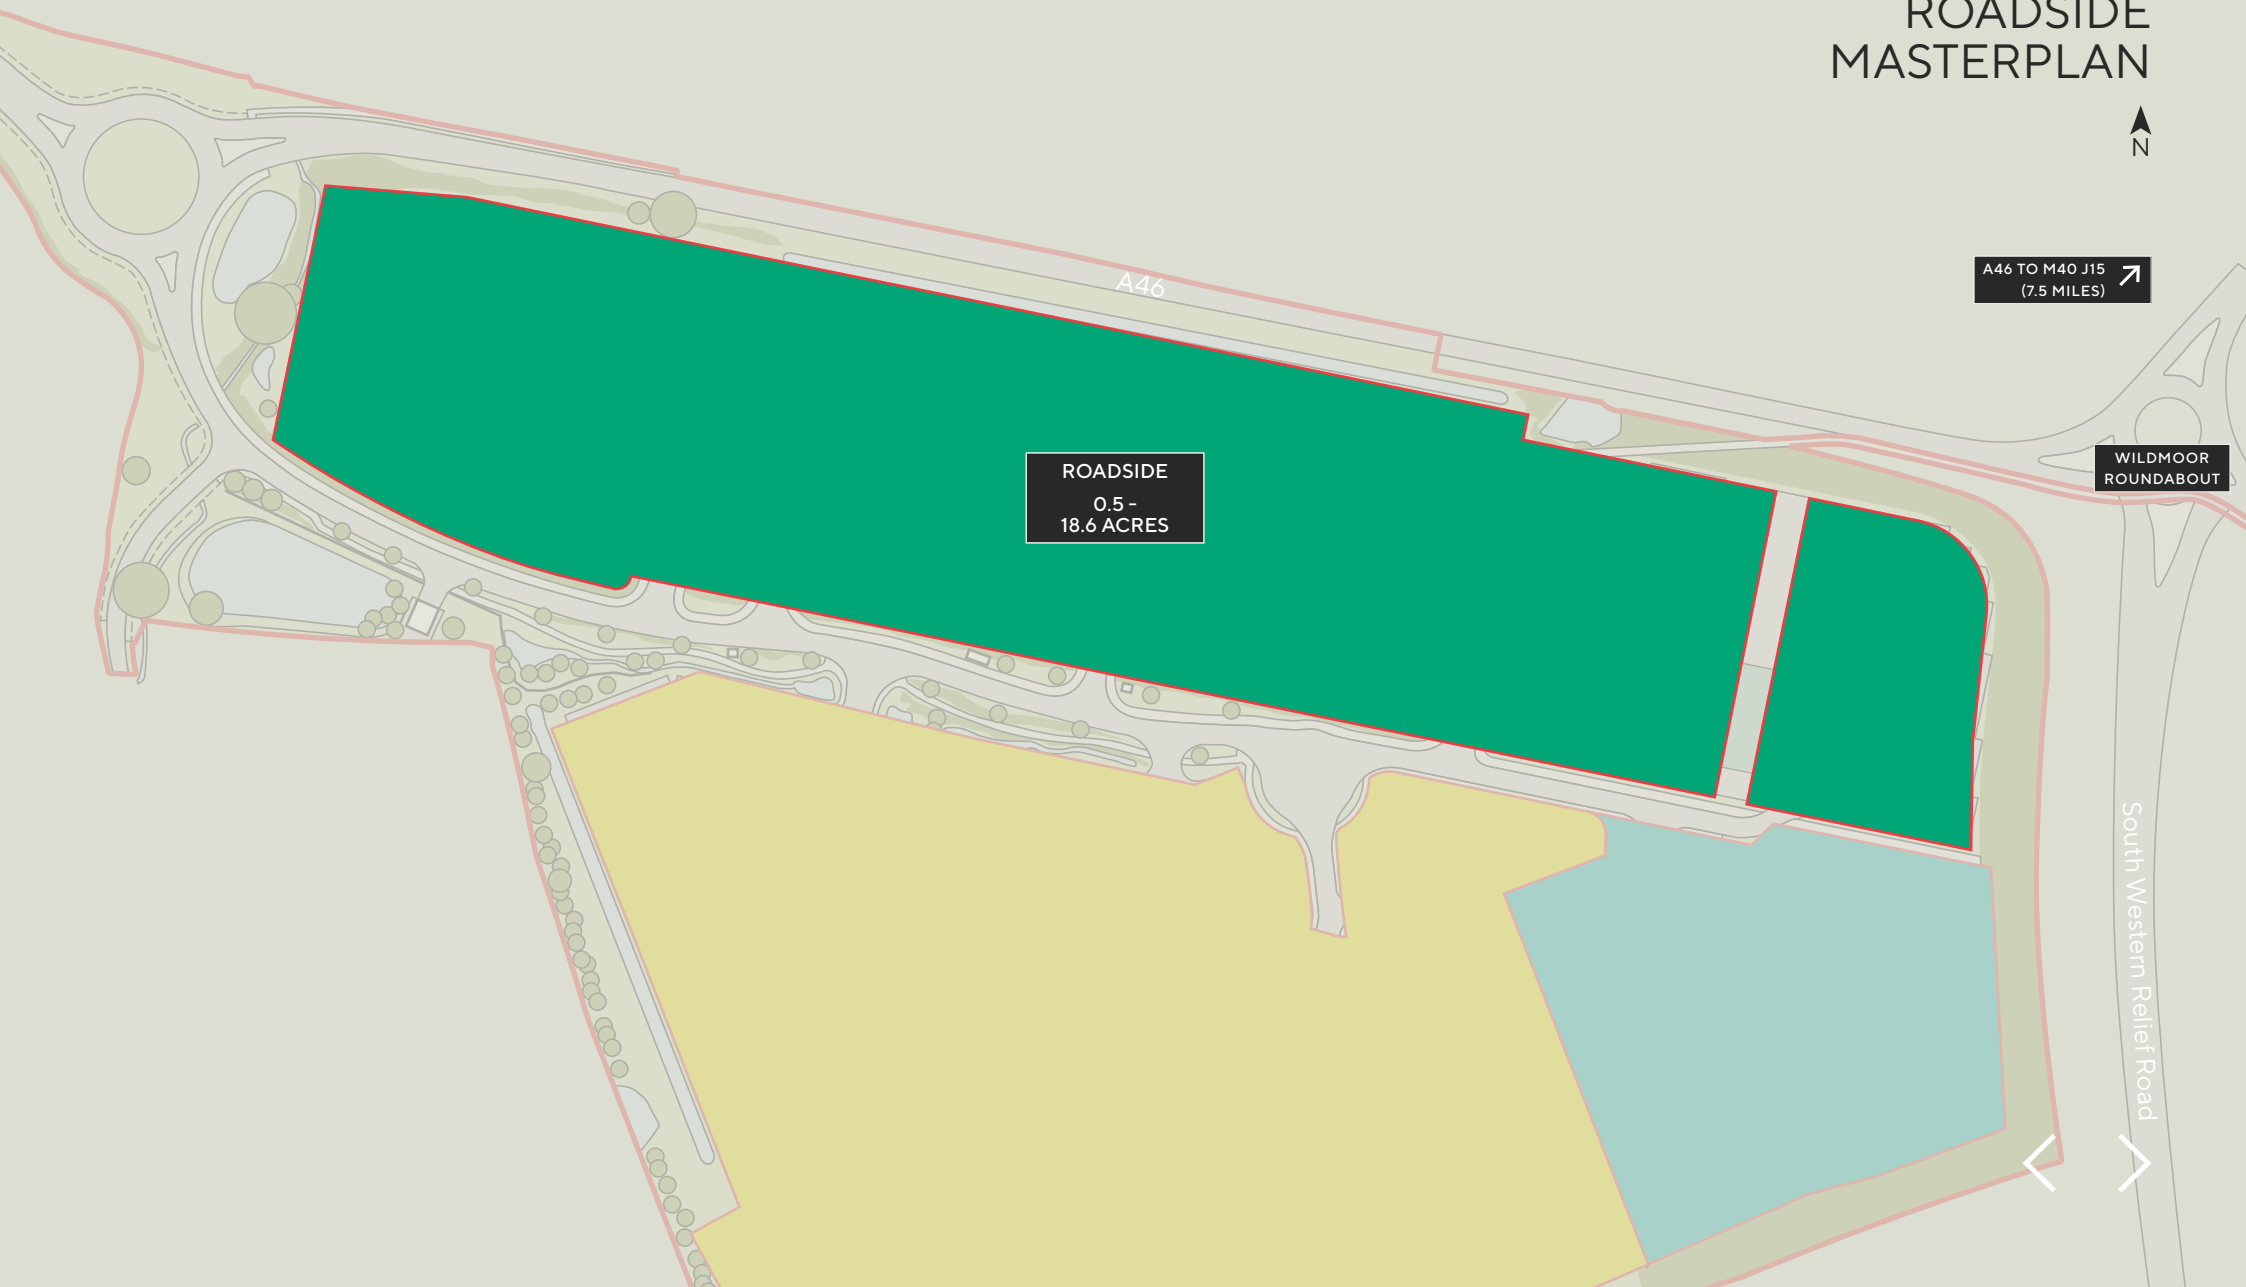 ROADSIDE
MASTERPLAN
N
A46
A46 TO M40 J15
(7.5 MILES)
WILDMOOR
ROUNDABOUT
ROADSIDE
0.5 -
18.6 ACRES
South Western Relief Road